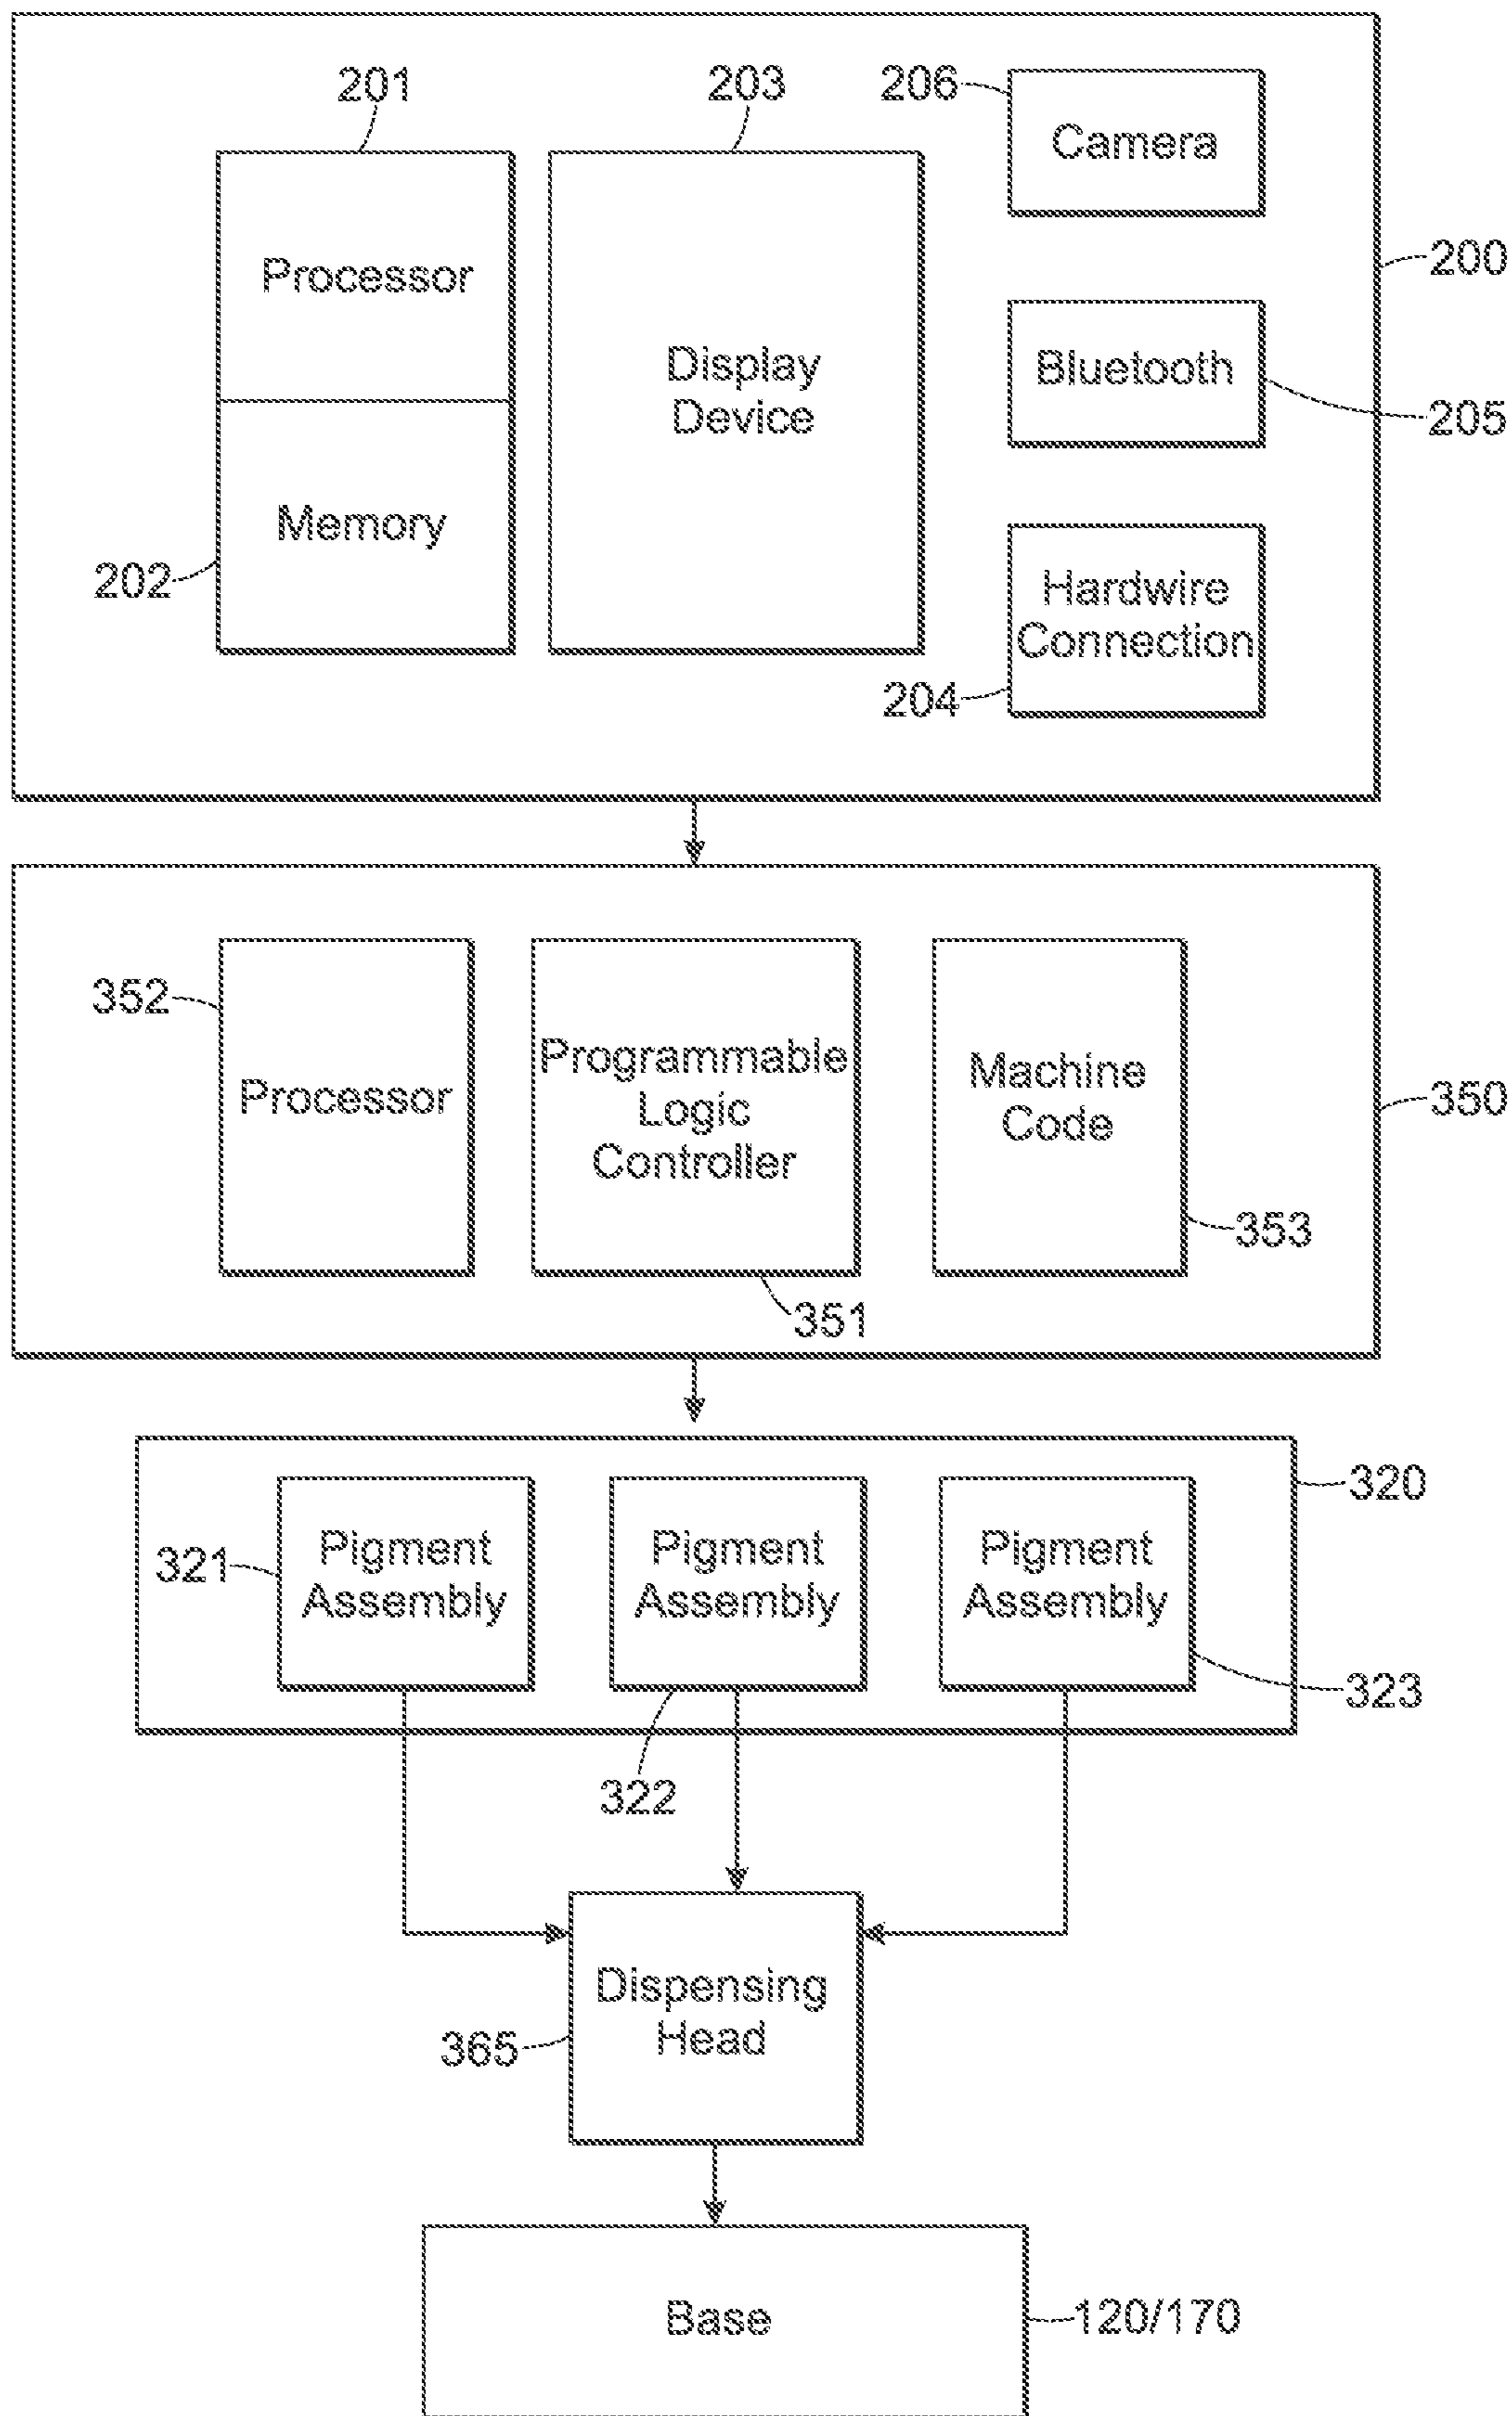 201
203
206
Camera
Processor
200
Display
Device
Bluetooth
205
Memory
202
Hardwire
Connection
204
352
Processor
Programmable
Logic
Controller
Machine
Code
350
353
351
320
321
Pigment
Assembly
Pigment
Assembly
Pigment
Assembly
323
322
Dispensing
Head
365
Base
120/170